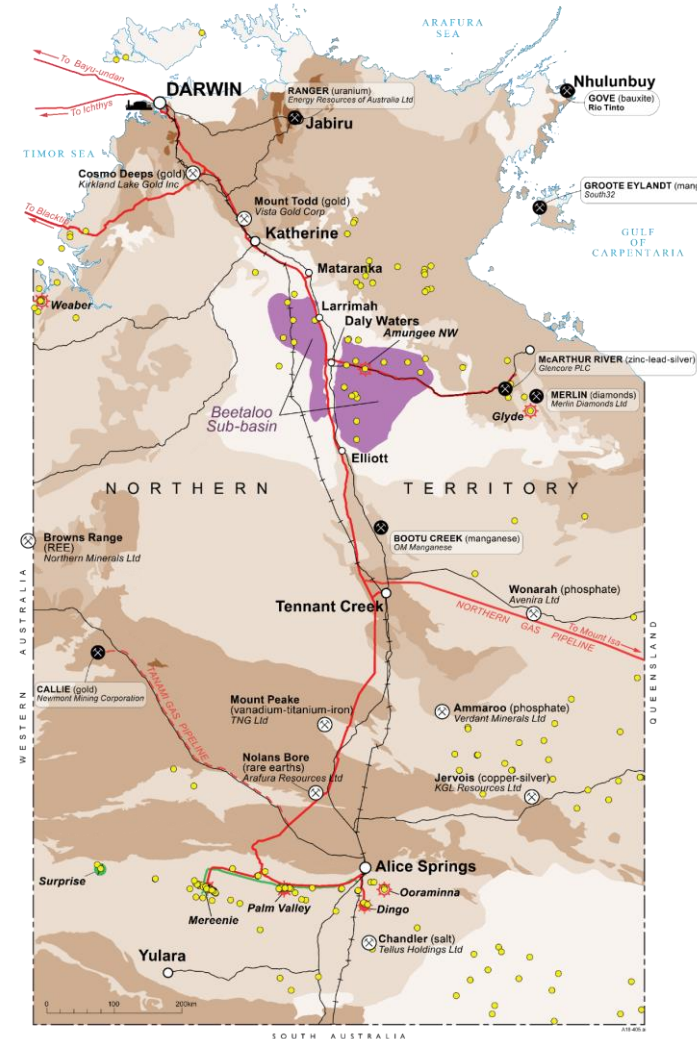 ARAFURA
SEA
To Bayu-undan
DARWIN
RANGER (uranium)
Energy Resources of Australia Ltd
Nhulunbuy
To Ichthys
GOVE (bauxite)
Rio Tinto
Jabiru
TIMOR SEA
Cosmo Deeps (gold)
Kirkland Lake Gold Inc
GROOTE EYLANDT (man
South32
Mount Todd (gold)
Vista Gold Corp
To Blacktip
Katherine
GULF
OF
CARPENTARIA
Mataranka
Weaber
Larrimah
Daly Waters
Amungee NW
McARTHUR RIVER (zinc-lead-silver)
Glencore PLC
MERLIN (diamonds)
Merlin Diamonds Ltd
Glyde
Beetaloo
Sub-basin
Elliott
NORTHERN TERRITORY
BOOTU CREEK (manganese)
OM Manganese
Browns Range
(REE)
Northern Minerals Ltd
Wonarah (phosphate)
Avenira Ltd
Tennant Creek
NORTHERN GAS PIPELINE
To Mount Isa
WESTERN AUSTRALIA
QUEENSLAND
CALLIE (gold)
Newmont Mining Corporation
TANAMI GAS PIPELINE
Mount Peake
(vanadium-titanium-iron)
TNG Ltd
Ammaroo (phosphate)
Verdant Minerals Ltd
Nolans Bore
(rare earths)
Arafura Resources Ltd
Jervois (copper-silver)
KGL Resources Ltd
Alice Springs
Surprise
Ooraminna
Palm Valley
Dingo
Mereenie
Chandler (salt)
Tellus Holdings Ltd
Yulara
0 100 200km
SOUTH AUSTRALIA